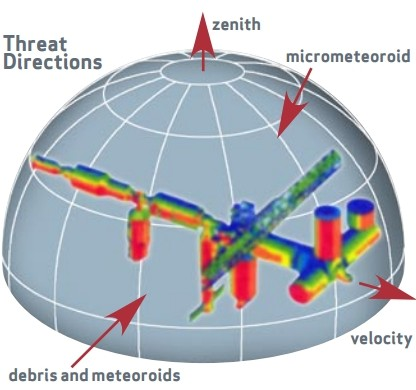 zenith
Threat
Directions
micrometeoroid
velocity
debris and meteoroids